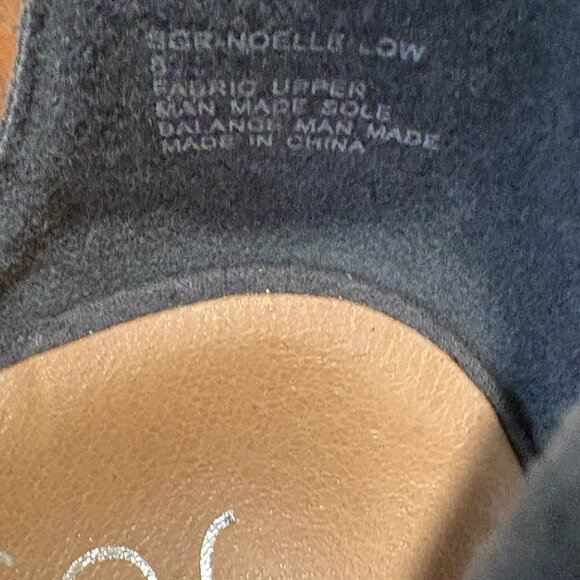 NOELLE LOW
FABRIC UPPER
MAN MADE SOLE
BALANCE MAN MADE
MADE IN CHINA